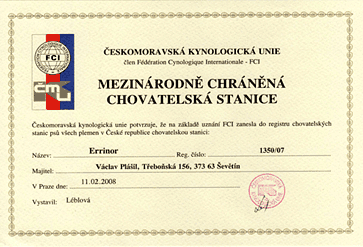 FCI
ČMKU
ČESKOMORAVSKÁ KYNOLOGICKÁ UNIE
člen Fédération Cynologique Internationale - FCI
MEZINÁRODNĚ CHRÁNĚNÁ
CHOVATELSKÁ STANICE
Českomoravská kynologická unie potvrzuje, že na základě uznání FCI zanesla do registru chovatelských
stanic psů všech plemen v České republice chovatelskou stanici:
Název: Errinor Reg. číslo: 1350/07
Majitel: Václav Plášil, Třeboňská 156, 373 63 Ševětín
V Praze dne: 11.02.2008
Vystavil: Léblová